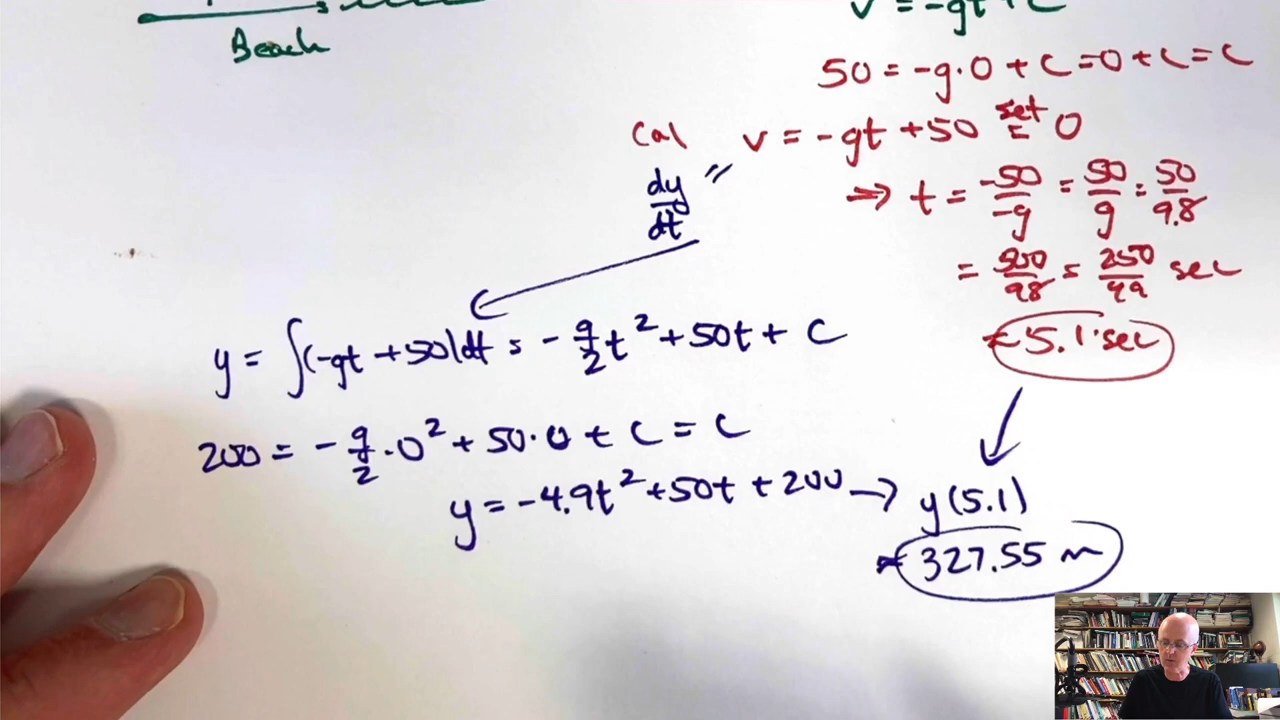 Beach
v = -gt + C
50 = -g·0 + C = 0 + C = C
Cal v = -gt + 50 set = 0
dy/dt "
⇒ t = -50/-g = 50/g = 50/9.8
= 500/98 = 250/49 sec
≈ 5.1 sec
y = ∫(-gt + 50)dt = -g/2 t² + 50t + C
200 = -g/2 · 0² + 50·0 + C = C
y = -4.9t² + 50t + 200 → y(5.1)
≈ 327.55 m